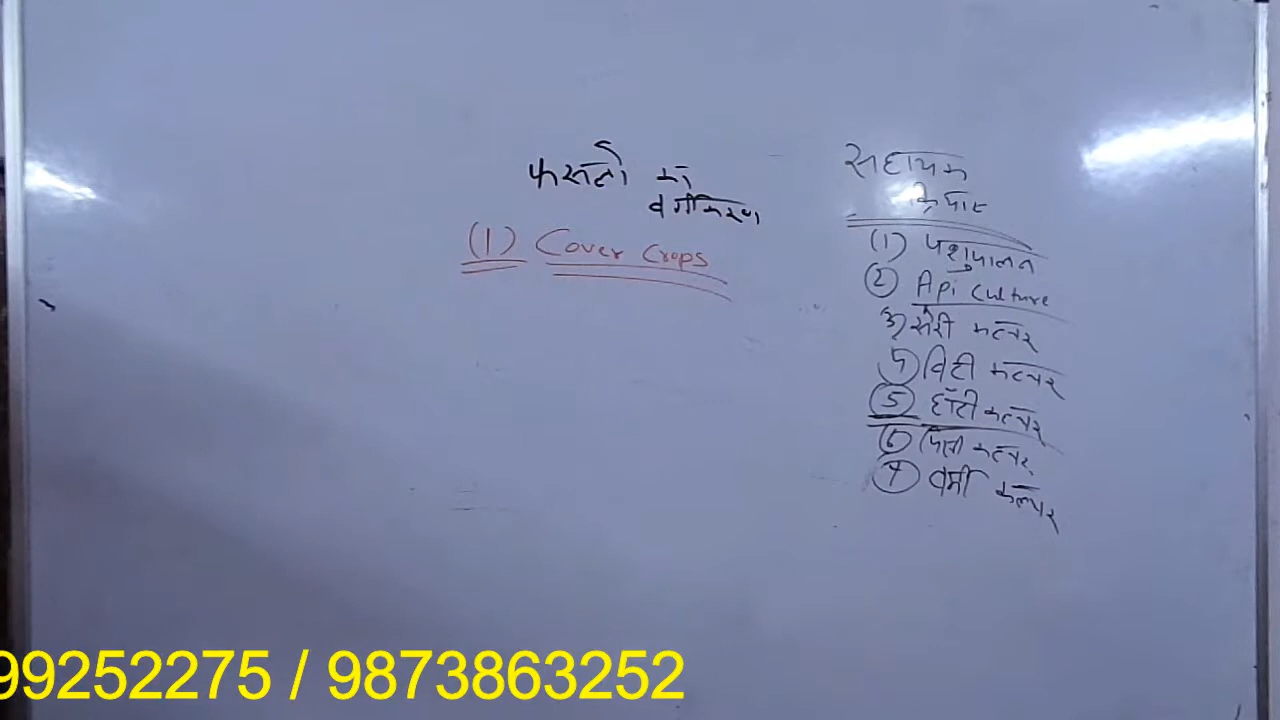 फसलों का
वर्गीकरण
(1) Cover Crops
सहायक
क्रियाए
(1) पशुपालन
(2) Api culture
3) सेरी कल्चर
(4) विटी कल्चर
(5) हॉर्टी कल्चर
(6) पिसी कल्चर
(7) वर्मी कल्चर
99252275 / 9873863252